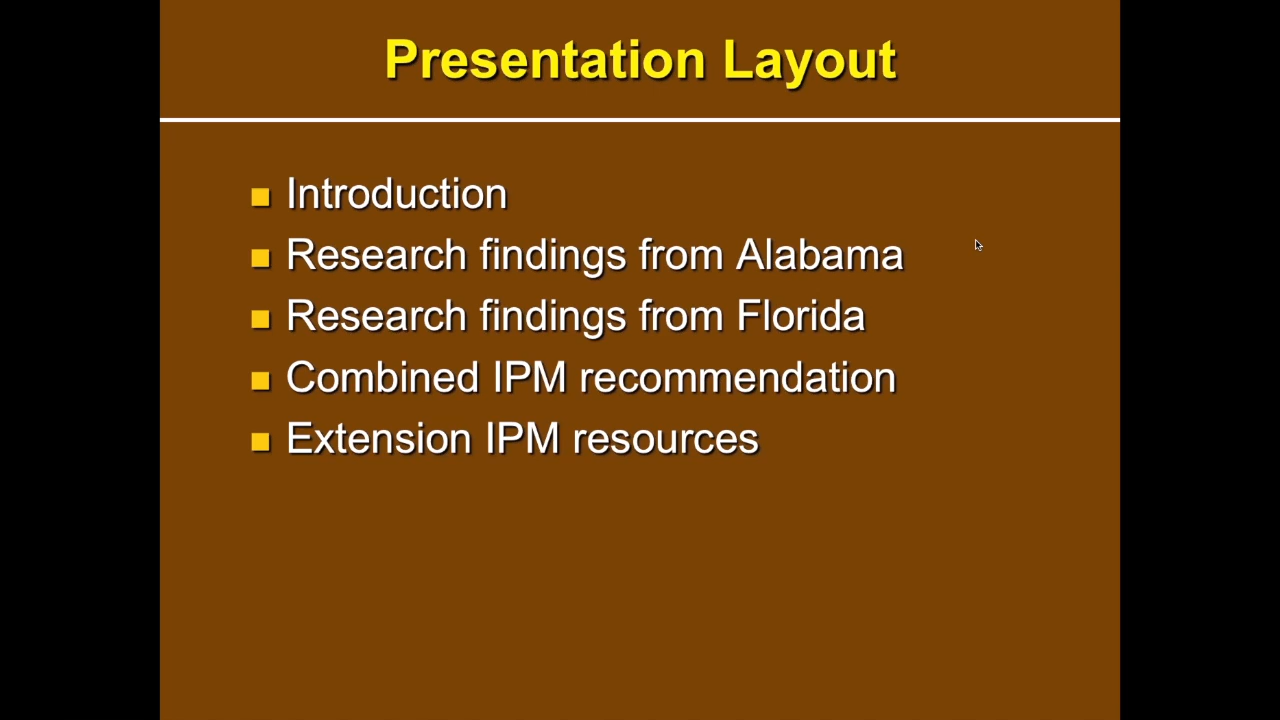 Presentation Layout
Introduction
Research findings from Alabama
Research findings from Florida
Combined IPM recommendation
Extension IPM resources